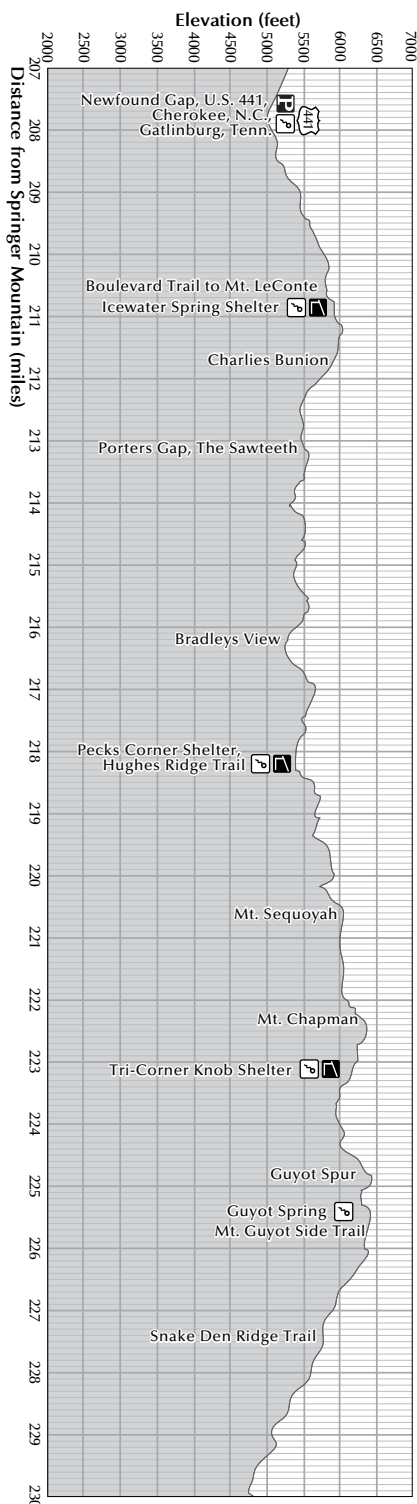 Elevation (feet)
2000 2500 3000 3500 4000 4500 5000 5500 6000 6500 7000
Distance from Springer Mountain (miles)
207
208
209
210
211
212
213
214
215
216
217
218
219
220
221
222
223
224
225
226
227
228
229
230
Newfound Gap, U.S. 441,
Cherokee, N.C.,
Gatlinburg, Tenn.
P
441
Boulevard Trail to Mt. LeConte
Icewater Spring Shelter
Charlies Bunion
Porters Gap, The Sawteeth
Bradleys View
Pecks Corner Shelter,
Hughes Ridge Trail
Mt. Sequoyah
Mt. Chapman
Tri-Corner Knob Shelter
Guyot Spur
Guyot Spring
Mt. Guyot Side Trail
Snake Den Ridge Trail